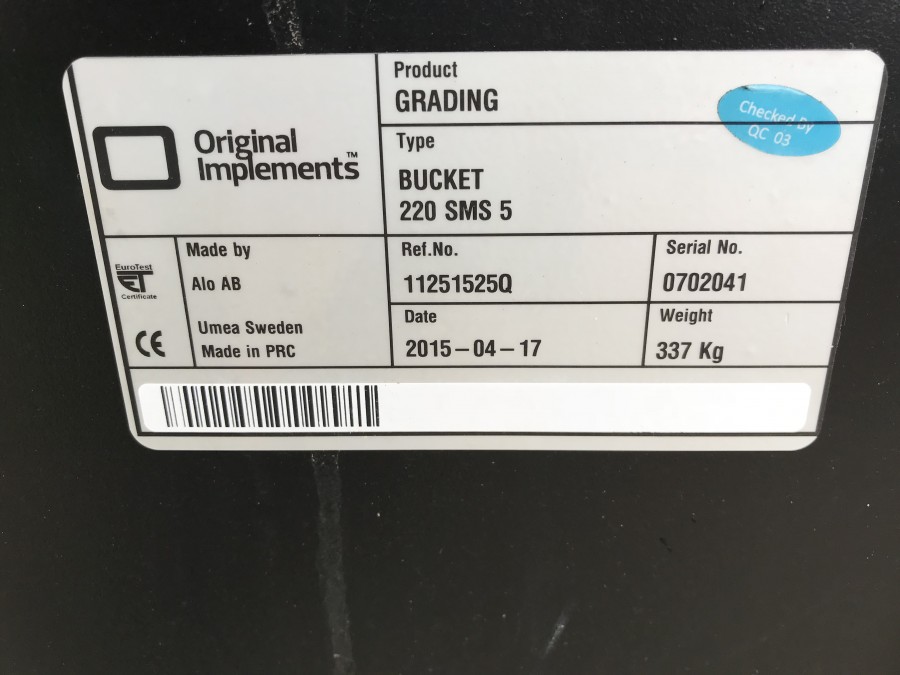 Original
Implements™
Product
GRADING
Checked By
QC 03
Type
BUCKET
220 SMS 5
EuroTest
ET
Certificate
CE
Made by
Alo AB
Umea Sweden
Made in PRC
Ref.No.
11251525Q
Serial No.
0702041
Date
2015-04-17
Weight
337 Kg